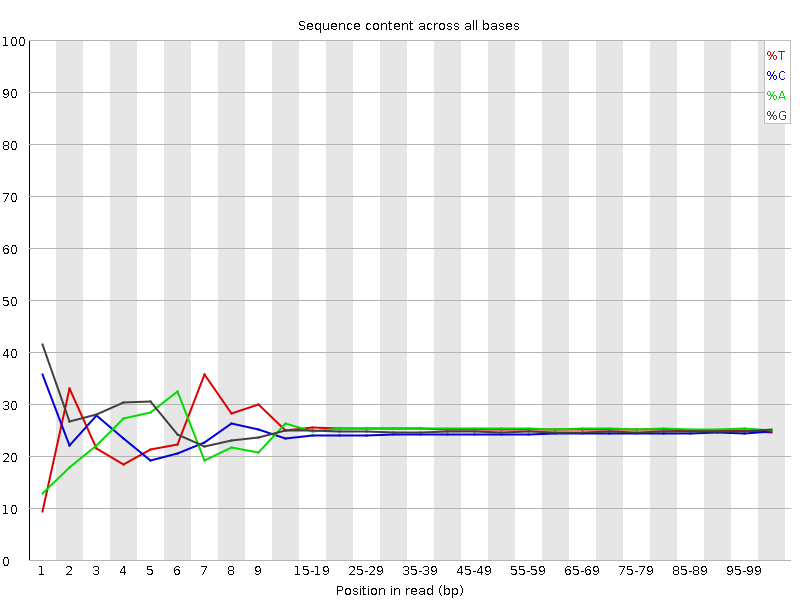 Sequence content across all bases
100
90
80
70
60
50
40
30
20
10
0
%T
%C
%A
%G
1 2 3 4 5 6 7 8 9 15-19 25-29 35-39 45-49 55-59 65-69 75-79 85-89 95-99
Position in read (bp)